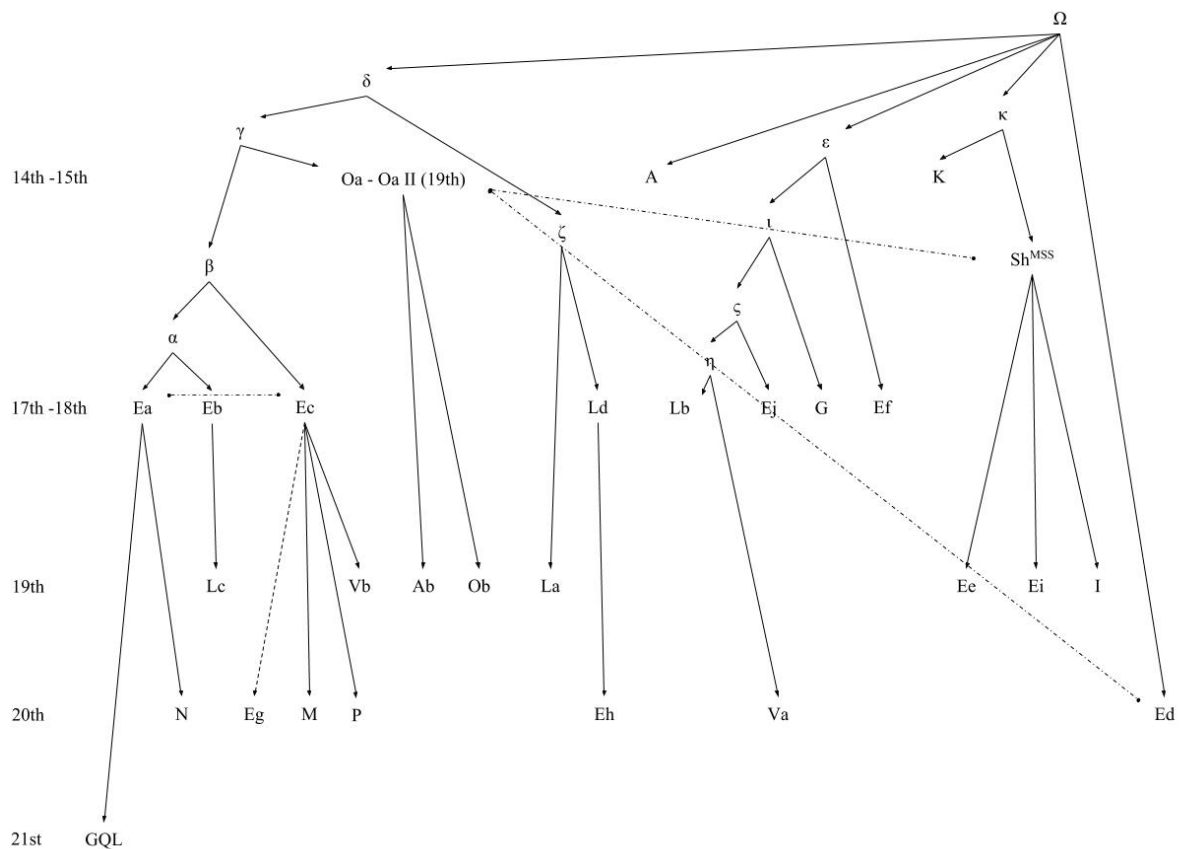 Ω
δ
κ
γ
ε
14th -15th Oa - Oa II (19th) A K
ζ ι
β Sh^MSS
ς
α
η
17th -18th Ea Eb Ec Ld Lb Ej G Ef
19th Lc Vb Ab Ob La Ee Ei I
20th N Eg M P Eh Va Ed
21st GQL